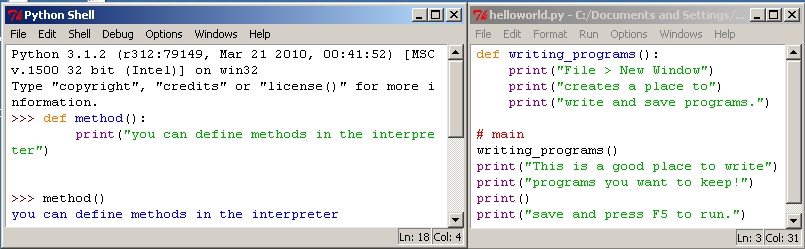 Python Shell
File Edit Shell Debug Options Windows Help
Python 3.1.2 (r312:79149, Mar 21 2010, 00:41:52) [MSC
v.1500 32 bit (Intel)] on win32
Type "copyright", "credits" or "license()" for more i
nformation.
>>> def method():
        print("you can define methods in the interpre
ter")
>>> method()
you can define methods in the interpreter
Ln: 18 Col: 4
helloworld.py - C:/Documents and Settings/...
File Edit Format Run Options Windows Help
def writing_programs():
    print("File > New Window")
    print("creates a place to")
    print("write and save programs.")
# main
writing_programs()
print("This is a good place to write")
print("programs you want to keep!")
print()
print("save and press F5 to run.")
Ln: 3 Col: 31